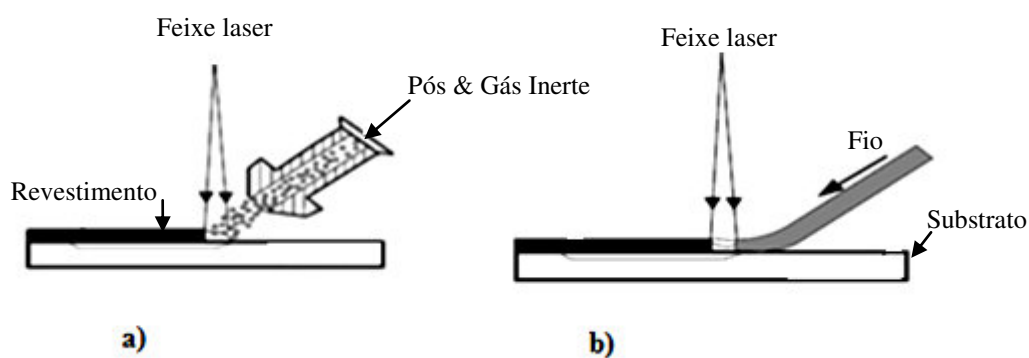 Feixe laser
Pós & Gás Inerte
Revestimento
a)
Feixe laser
Fio
Substrato
b)